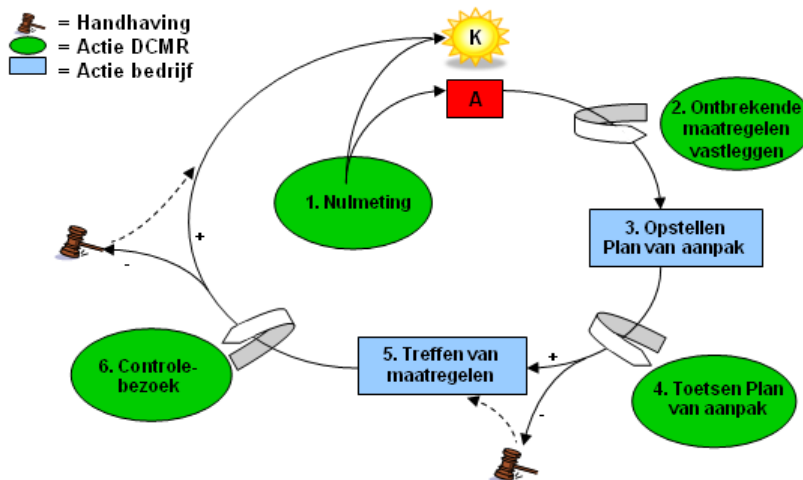 = Handhaving
= Actie DCMR
= Actie bedrijf
K
A
2. Ontbrekende
maatregelen
vastleggen
1. Nulmeting
3. Opstellen
Plan van aanpak
+
-
6. Controle-
bezoek
5. Treffen van
maatregelen
+
4. Toetsen Plan
van aanpak
-